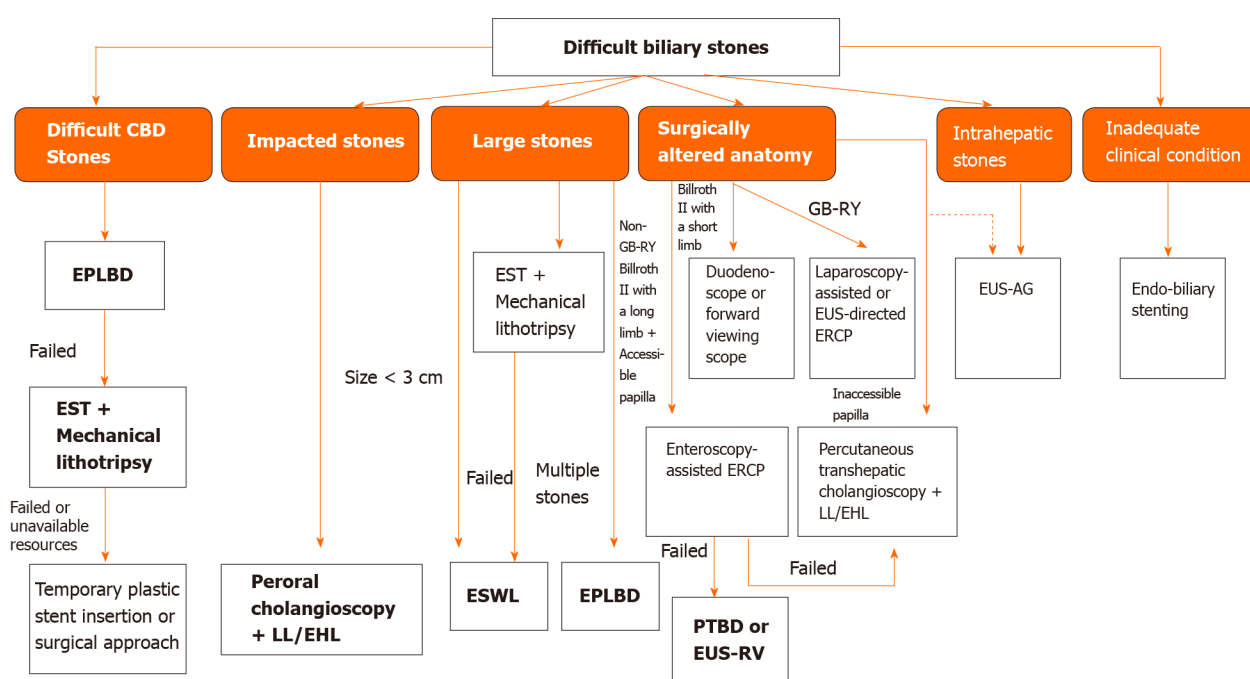 Difficult biliary stones
Difficult CBD
Stones
Impacted stones
Large stones
Surgically
altered anatomy
Intrahepatic
stones
Inadequate
clinical condition
EPLBD
Failed
EST +
Mechanical
lithotripsy
Failed or
unavailable
resources
Temporary plastic
stent insertion or
surgical approach
Peroral
cholangioscopy
+ LL/EHL
Size < 3 cm
EST +
Mechanical
lithotripsy
Failed
ESWL
Multiple
stones
EPLBD
Non-
GB-RY
Billroth
II with
a long
limb +
Accessi-
ble
papilla
Billroth
II with
a short
limb
GB-RY
Duodeno-
scope or
forward
viewing
scope
Laparoscopy-
assisted or
EUS-directed
ERCP
Inaccessible
papilla
Enteroscopy-
assisted ERCP
Percutaneous
transhepatic
cholangioscopy +
LL/EHL
Failed
Failed
PTBD or
EUS-RV
EUS-AG
Endo-biliary
stenting